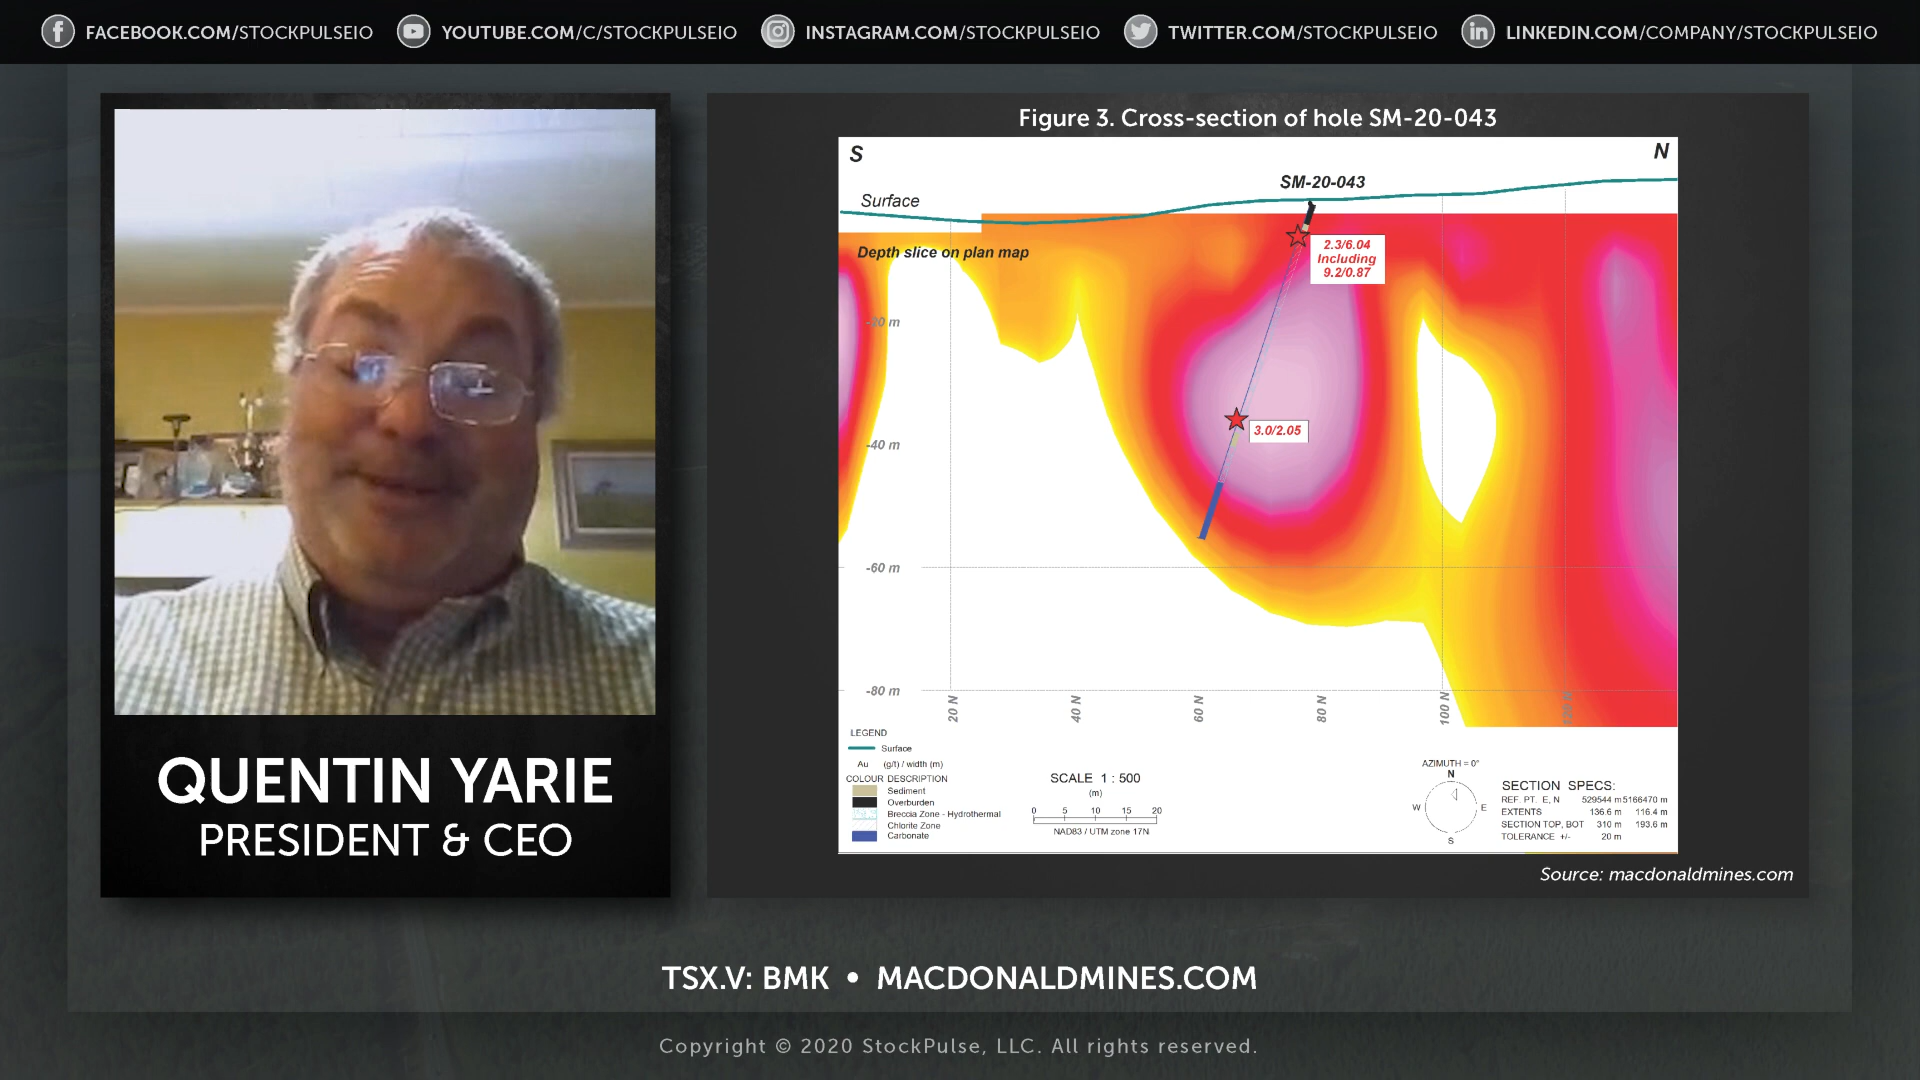 FACEBOOK.COM/STOCKPULSEIO
YOUTUBE.COM/C/STOCKPULSEIO
INSTAGRAM.COM/STOCKPULSEIO
TWITTER.COM/STOCKPULSEIO
LINKEDIN.COM/COMPANY/STOCKPULSEIO
QUENTIN YARIE
PRESIDENT & CEO
Figure 3. Cross-section of hole SM-20-043
S
N
SM-20-043
Surface
Depth slice on plan map
2.3/6.04
Including
9.2/0.87
-20 m
3.0/2.05
-40 m
-60 m
-80 m
20 N
40 N
60 N
80 N
100 N
120 N
LEGEND
Surface
Au (g/t) / width (m)
COLOUR DESCRIPTION
Sediment
Overburden
Breccia Zone - Hydrothermal
Chlorite Zone
Carbonate
SCALE 1 : 500
(m)
0 5 10 15 20
NAD83 / UTM zone 17N
AZIMUTH = 0°
N
W E
S
SECTION SPECS:
REF. PT. E, N 529544 m 5166470 m
EXTENTS 136.6 m 116.4 m
SECTION TOP, BOT 310 m 193.6 m
TOLERANCE +/- 20 m
Source: macdonaldmines.com
TSX.V: BMK • MACDONALDMINES.COM
Copyright © 2020 StockPulse, LLC. All rights reserved.